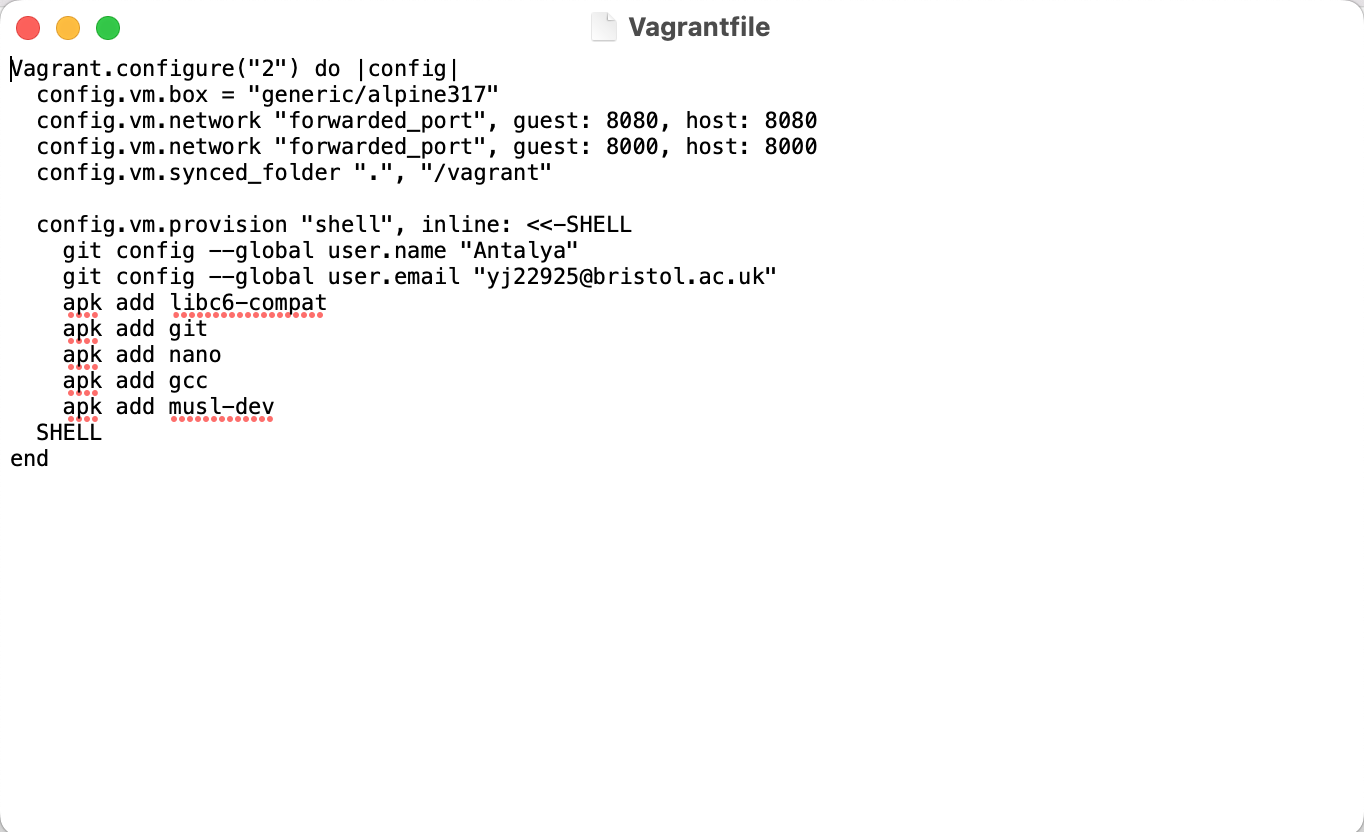 Vagrantfile
Vagrant.configure("2") do |config|
  config.vm.box = "generic/alpine317"
  config.vm.network "forwarded_port", guest: 8080, host: 8080
  config.vm.network "forwarded_port", guest: 8000, host: 8000
  config.vm.synced_folder ".", "/vagrant"

  config.vm.provision "shell", inline: <<-SHELL
    git config --global user.name "Antalya"
    git config --global user.email "yj22925@bristol.ac.uk"
    apk add libc6-compat
    apk add git
    apk add nano
    apk add gcc
    apk add musl-dev
  SHELL
end